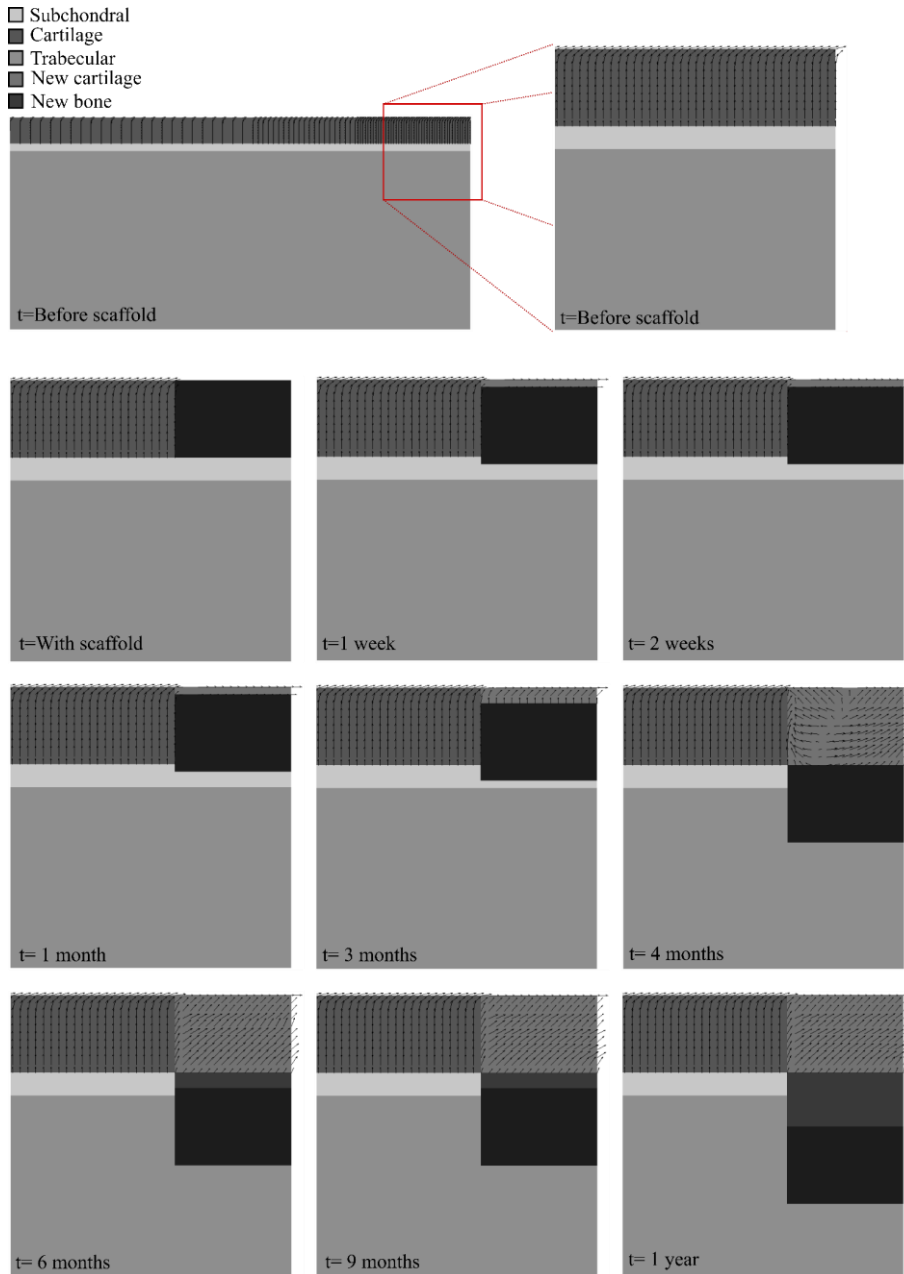 Subchondral
Cartilage
Trabecular
New cartilage
New bone
t=Before scaffold
t=Before scaffold
t=With scaffold
t=1 week
t= 2 weeks
t= 1 month
t= 3 months
t= 4 months
t= 6 months
t= 9 months
t= 1 year